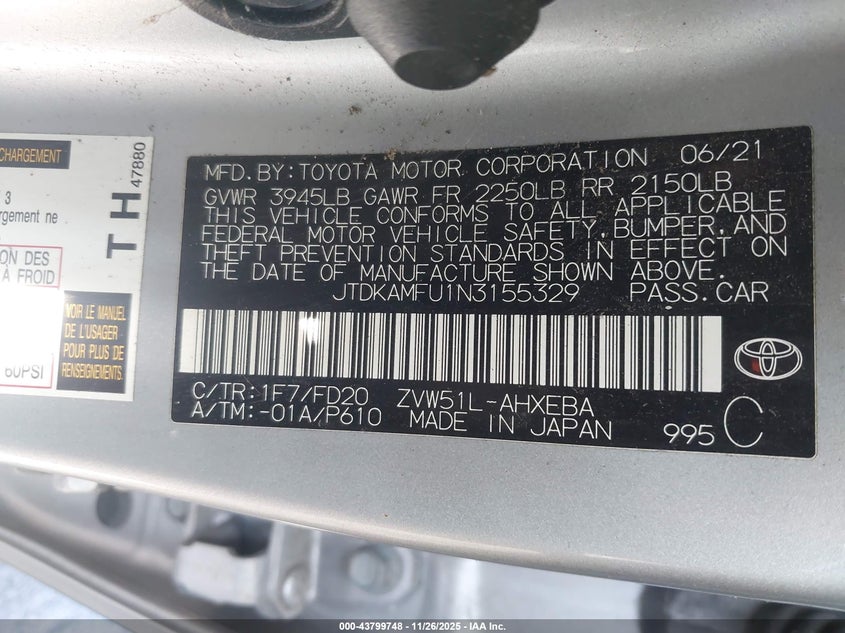 CHARGEMENT
3
rgement ne
ON DES
À FROID
60PSI
TH
47880
VOIR LE MANUEL
DE L'USAGER
POUR PLUS DE
RENSEIGNEMENTS.
MFD. BY: TOYOTA MOTOR CORPORATION 06/21
GVWR 3945LB GAWR FR 2250LB RR 2150LB
THIS VEHICLE CONFORMS TO ALL APPLICABLE
FEDERAL MOTOR VEHICLE SAFETY, BUMPER, AND
THEFT PREVENTION STANDARDS IN EFFECT ON
THE DATE OF MANUFACTURE SHOWN ABOVE.
JTDKAMFU1N3155329 PASS.CAR
C/TR: 1F7/FD20 ZVW51L-AHXEBA
A/TM: -01A/P610 MADE IN JAPAN 995 C
000-43799748 - 11/26/2025 - IAA Inc.